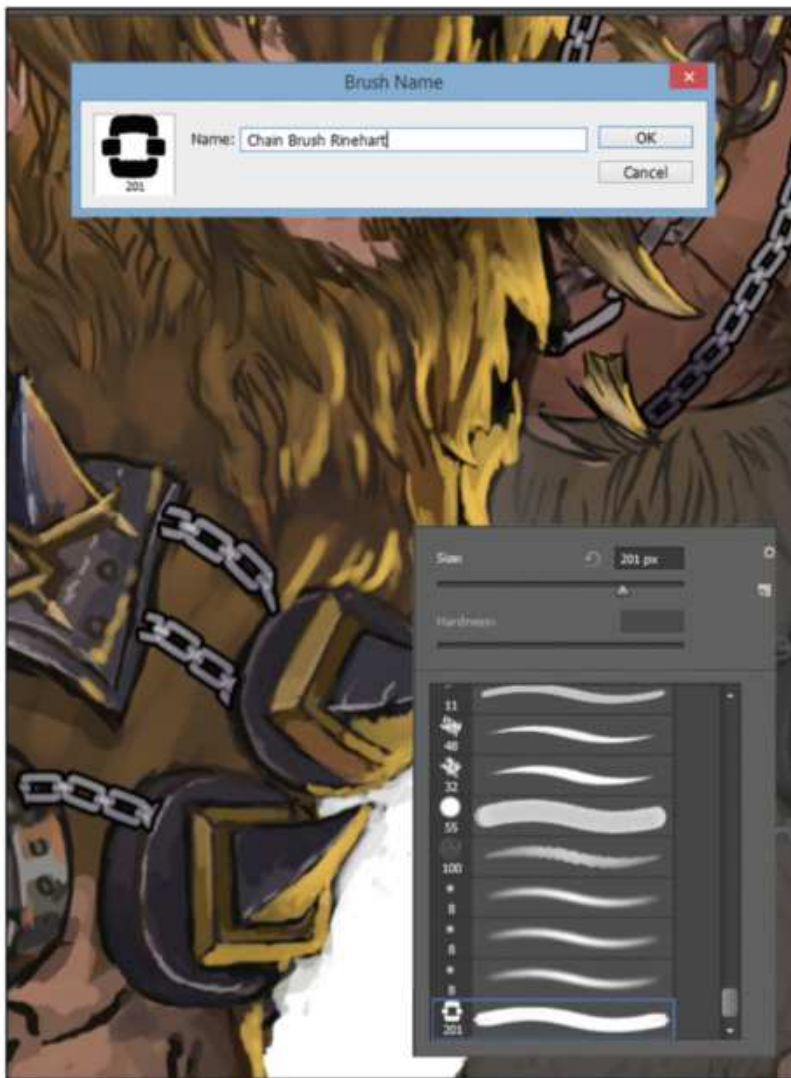 Brush Name
Name: Chain Brush Rinehart
OK
Cancel
201
Size:
201 px
Hardness:
11
48
32
55
100
8
8
8
201